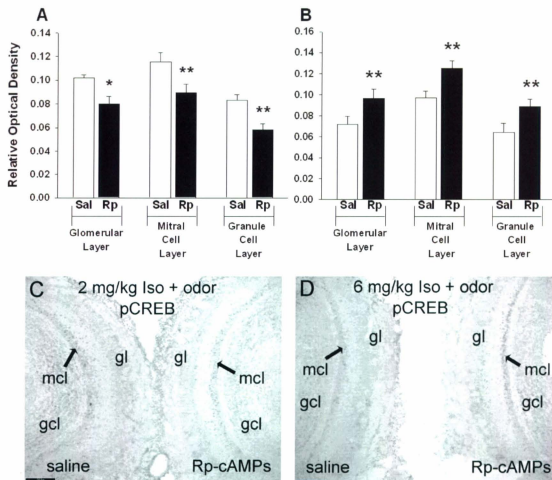 A
B
Relative Optical Density
0.14
0.12
0.10
0.08
0.06
0.04
0.02
0.00
*
**
**
Sal Rp Sal Rp Sal Rp
Glomerular Layer
Mitral Cell Layer
Granule Cell Layer
0.16
0.14
0.12
0.10
0.08
0.06
0.04
0.02
0.00
**
**
**
Sal Rp Sal Rp Sal Rp
Glomerular Layer
Mitral Cell Layer
Granule Cell Layer
C 2 mg/kg Iso + odor
pCREB
gl gl
mcl mcl
gcl gcl
saline Rp-cAMPs
D 6 mg/kg Iso + odor
pCREB
gl gl
mcl mcl
gcl gcl
saline Rp-cAMPs